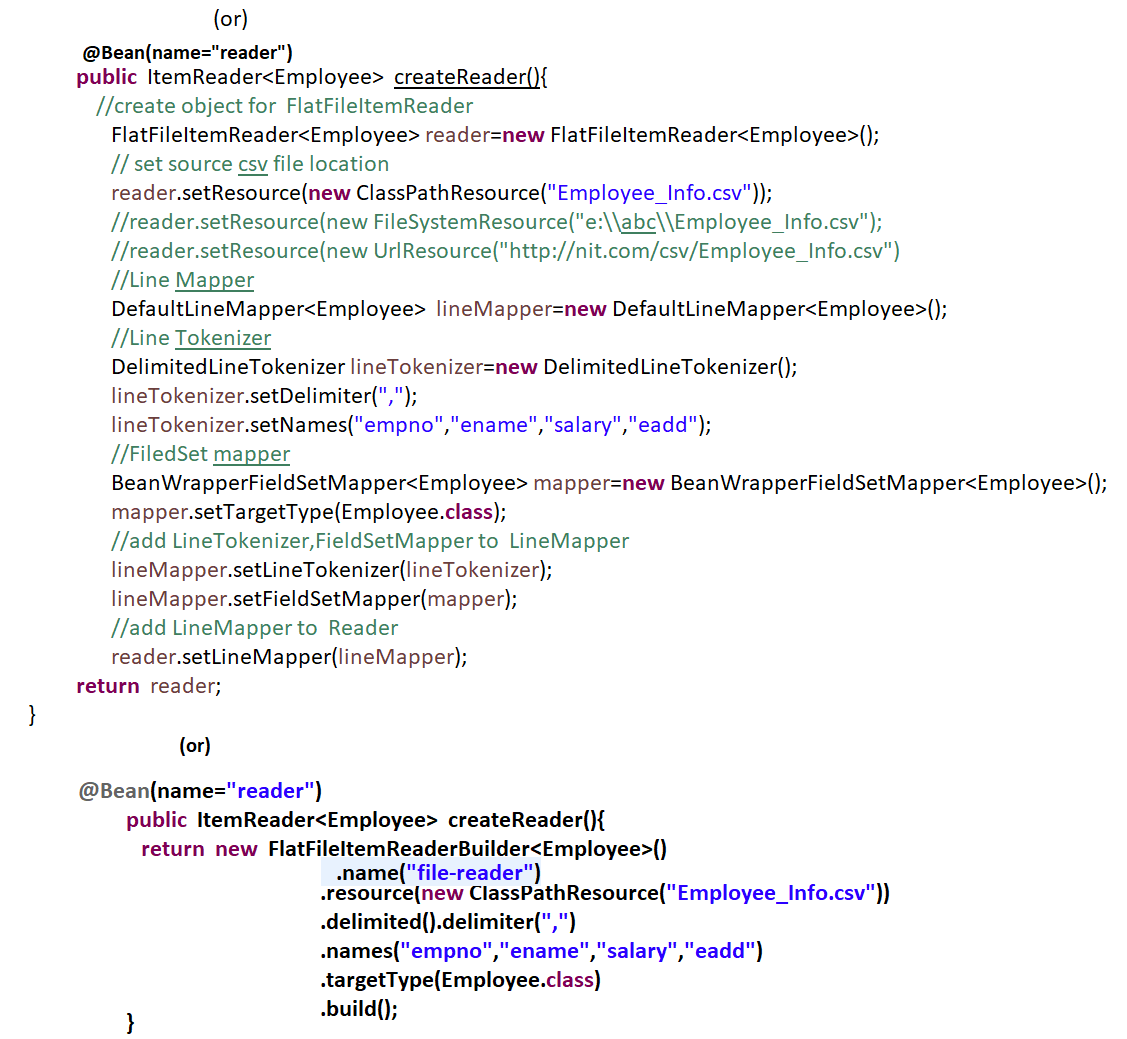 (or)
@Bean(name="reader")
public ItemReader<Employee> createReader(){
//create object for FlatFileItemReader
FlatFileItemReader<Employee> reader=new FlatFileItemReader<Employee>();
// set source csv file location
reader.setResource(new ClassPathResource("Employee_Info.csv"));
//reader.setResource(new FileSystemResource("e:\\abc\\Employee_Info.csv");
//reader.setResource(new UrlResource("http://nit.com/csv/Employee_Info.csv")
//Line Mapper
DefaultLineMapper<Employee> lineMapper=new DefaultLineMapper<Employee>();
//Line Tokenizer
DelimitedLineTokenizer lineTokenizer=new DelimitedLineTokenizer();
lineTokenizer.setDelimiter(",");
lineTokenizer.setNames("empno","ename","salary","eadd");
//FiledSet mapper
BeanWrapperFieldSetMapper<Employee> mapper=new BeanWrapperFieldSetMapper<Employee>();
mapper.setTargetType(Employee.class);
//add LineTokenizer,FieldSetMapper to LineMapper
lineMapper.setLineTokenizer(lineTokenizer);
lineMapper.setFieldSetMapper(mapper);
//add LineMapper to Reader
reader.setLineMapper(lineMapper);
return reader;
}
(or)
@Bean(name="reader")
public ItemReader<Employee> createReader(){
return new FlatFileItemReaderBuilder<Employee>()
.name("file-reader")
.resource(new ClassPathResource("Employee_Info.csv"))
.delimited().delimiter(",")
.names("empno","ename","salary","eadd")
.targetType(Employee.class)
.build();
}